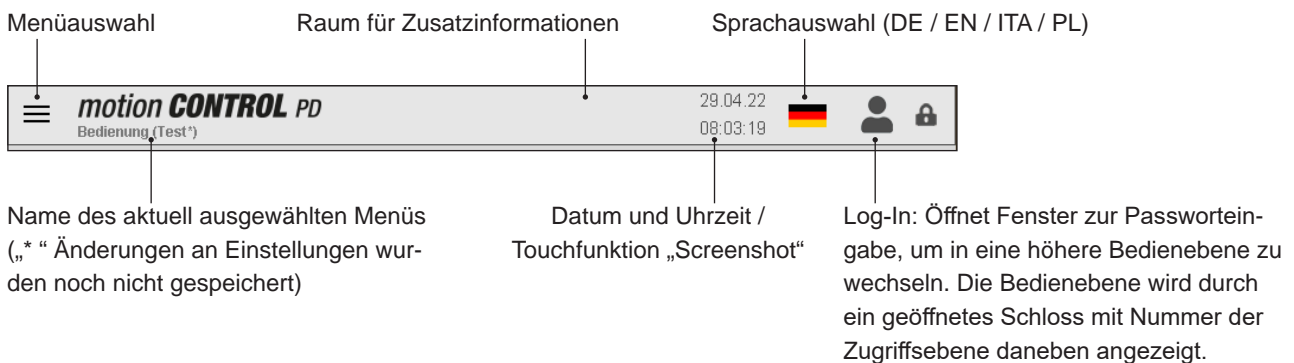 Menüauswahl
Raum für Zusatzinformationen
Sprachauswahl (DE / EN / ITA / PL)
motion CONTROL PD
Bedienung (Test*)
29.04.22
08:03:19
Name des aktuell ausgewählten Menüs
(„* “ Änderungen an Einstellungen wur-
den noch nicht gespeichert)
Datum und Uhrzeit /
Touchfunktion „Screenshot“
Log-In: Öffnet Fenster zur Passwortein-
gabe, um in eine höhere Bedienebene zu
wechseln. Die Bedienebene wird durch
ein geöffnetes Schloss mit Nummer der
Zugriffsebene daneben angezeigt.